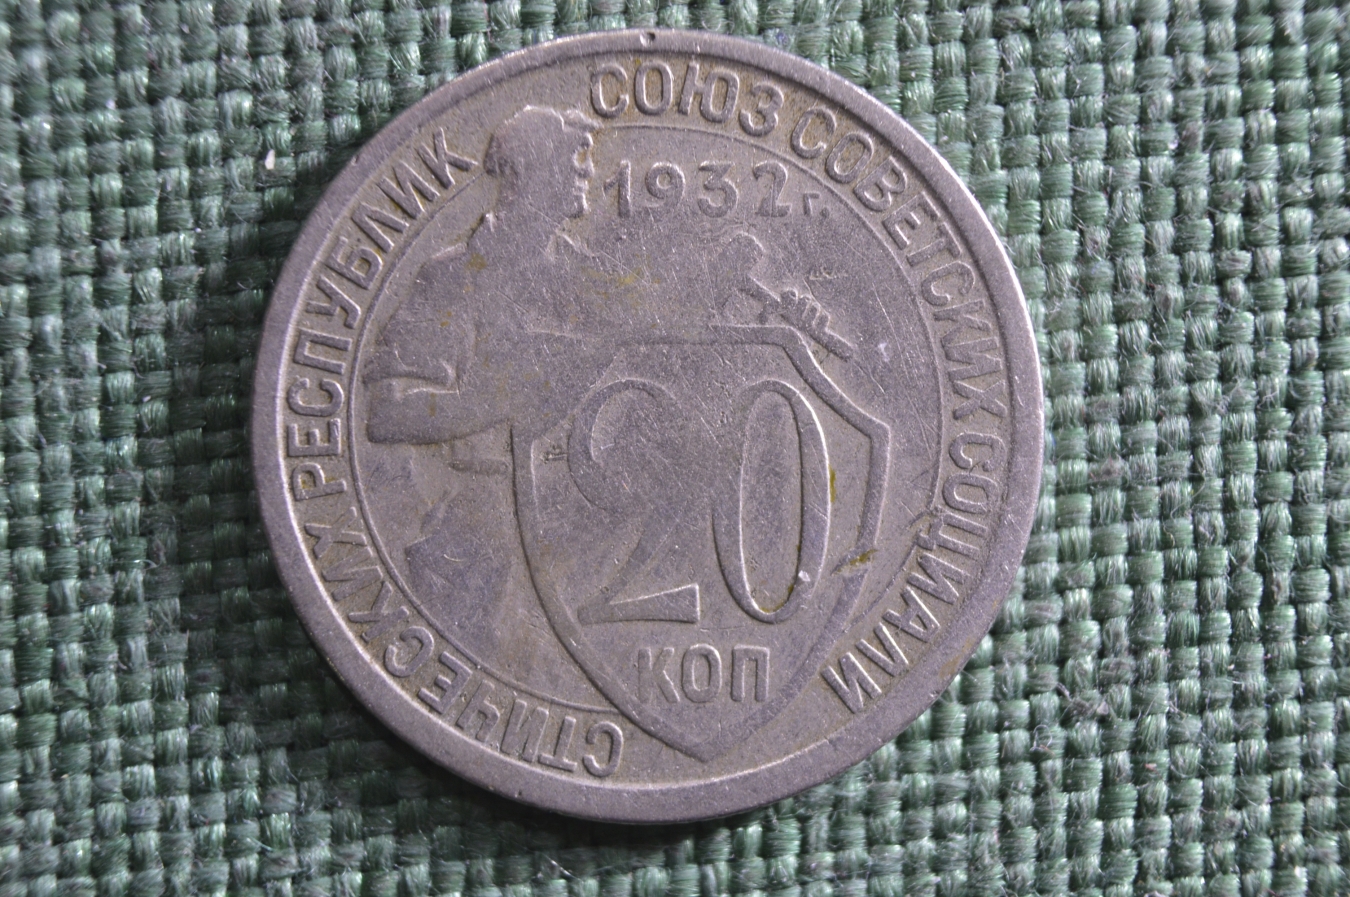 СОЮЗ СОВЕТСКИХ СОЦИАЛИ
СТИЧЕСКИХ РЕСПУБЛИК
1932 г.
20
КОП